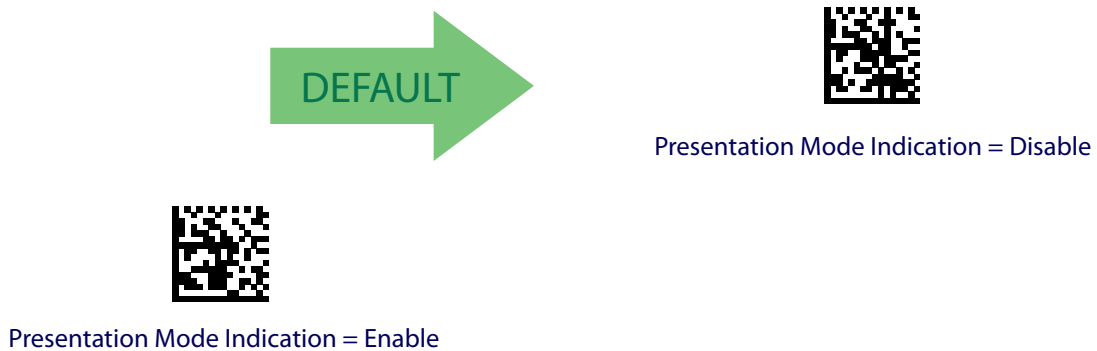 DEFAULT
Presentation Mode Indication = Disable
Presentation Mode Indication = Enable